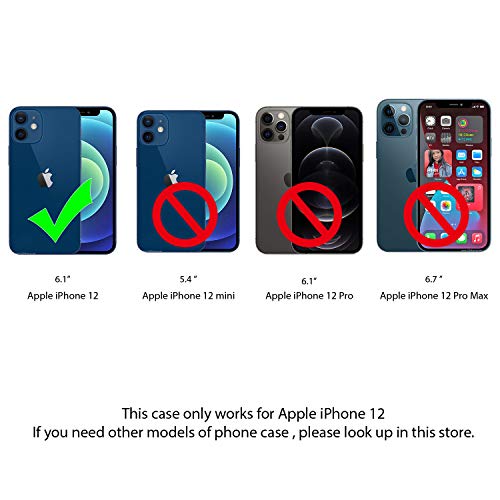 6.1"
5.4 "
6.1"
6.7 "
Apple iPhone 12
Apple iPhone 12 mini
Apple iPhone 12 Pro
Apple iPhone 12 Pro Max
This case only works for Apple iPhone 12
If you need other models of phone case , please look up in this store.